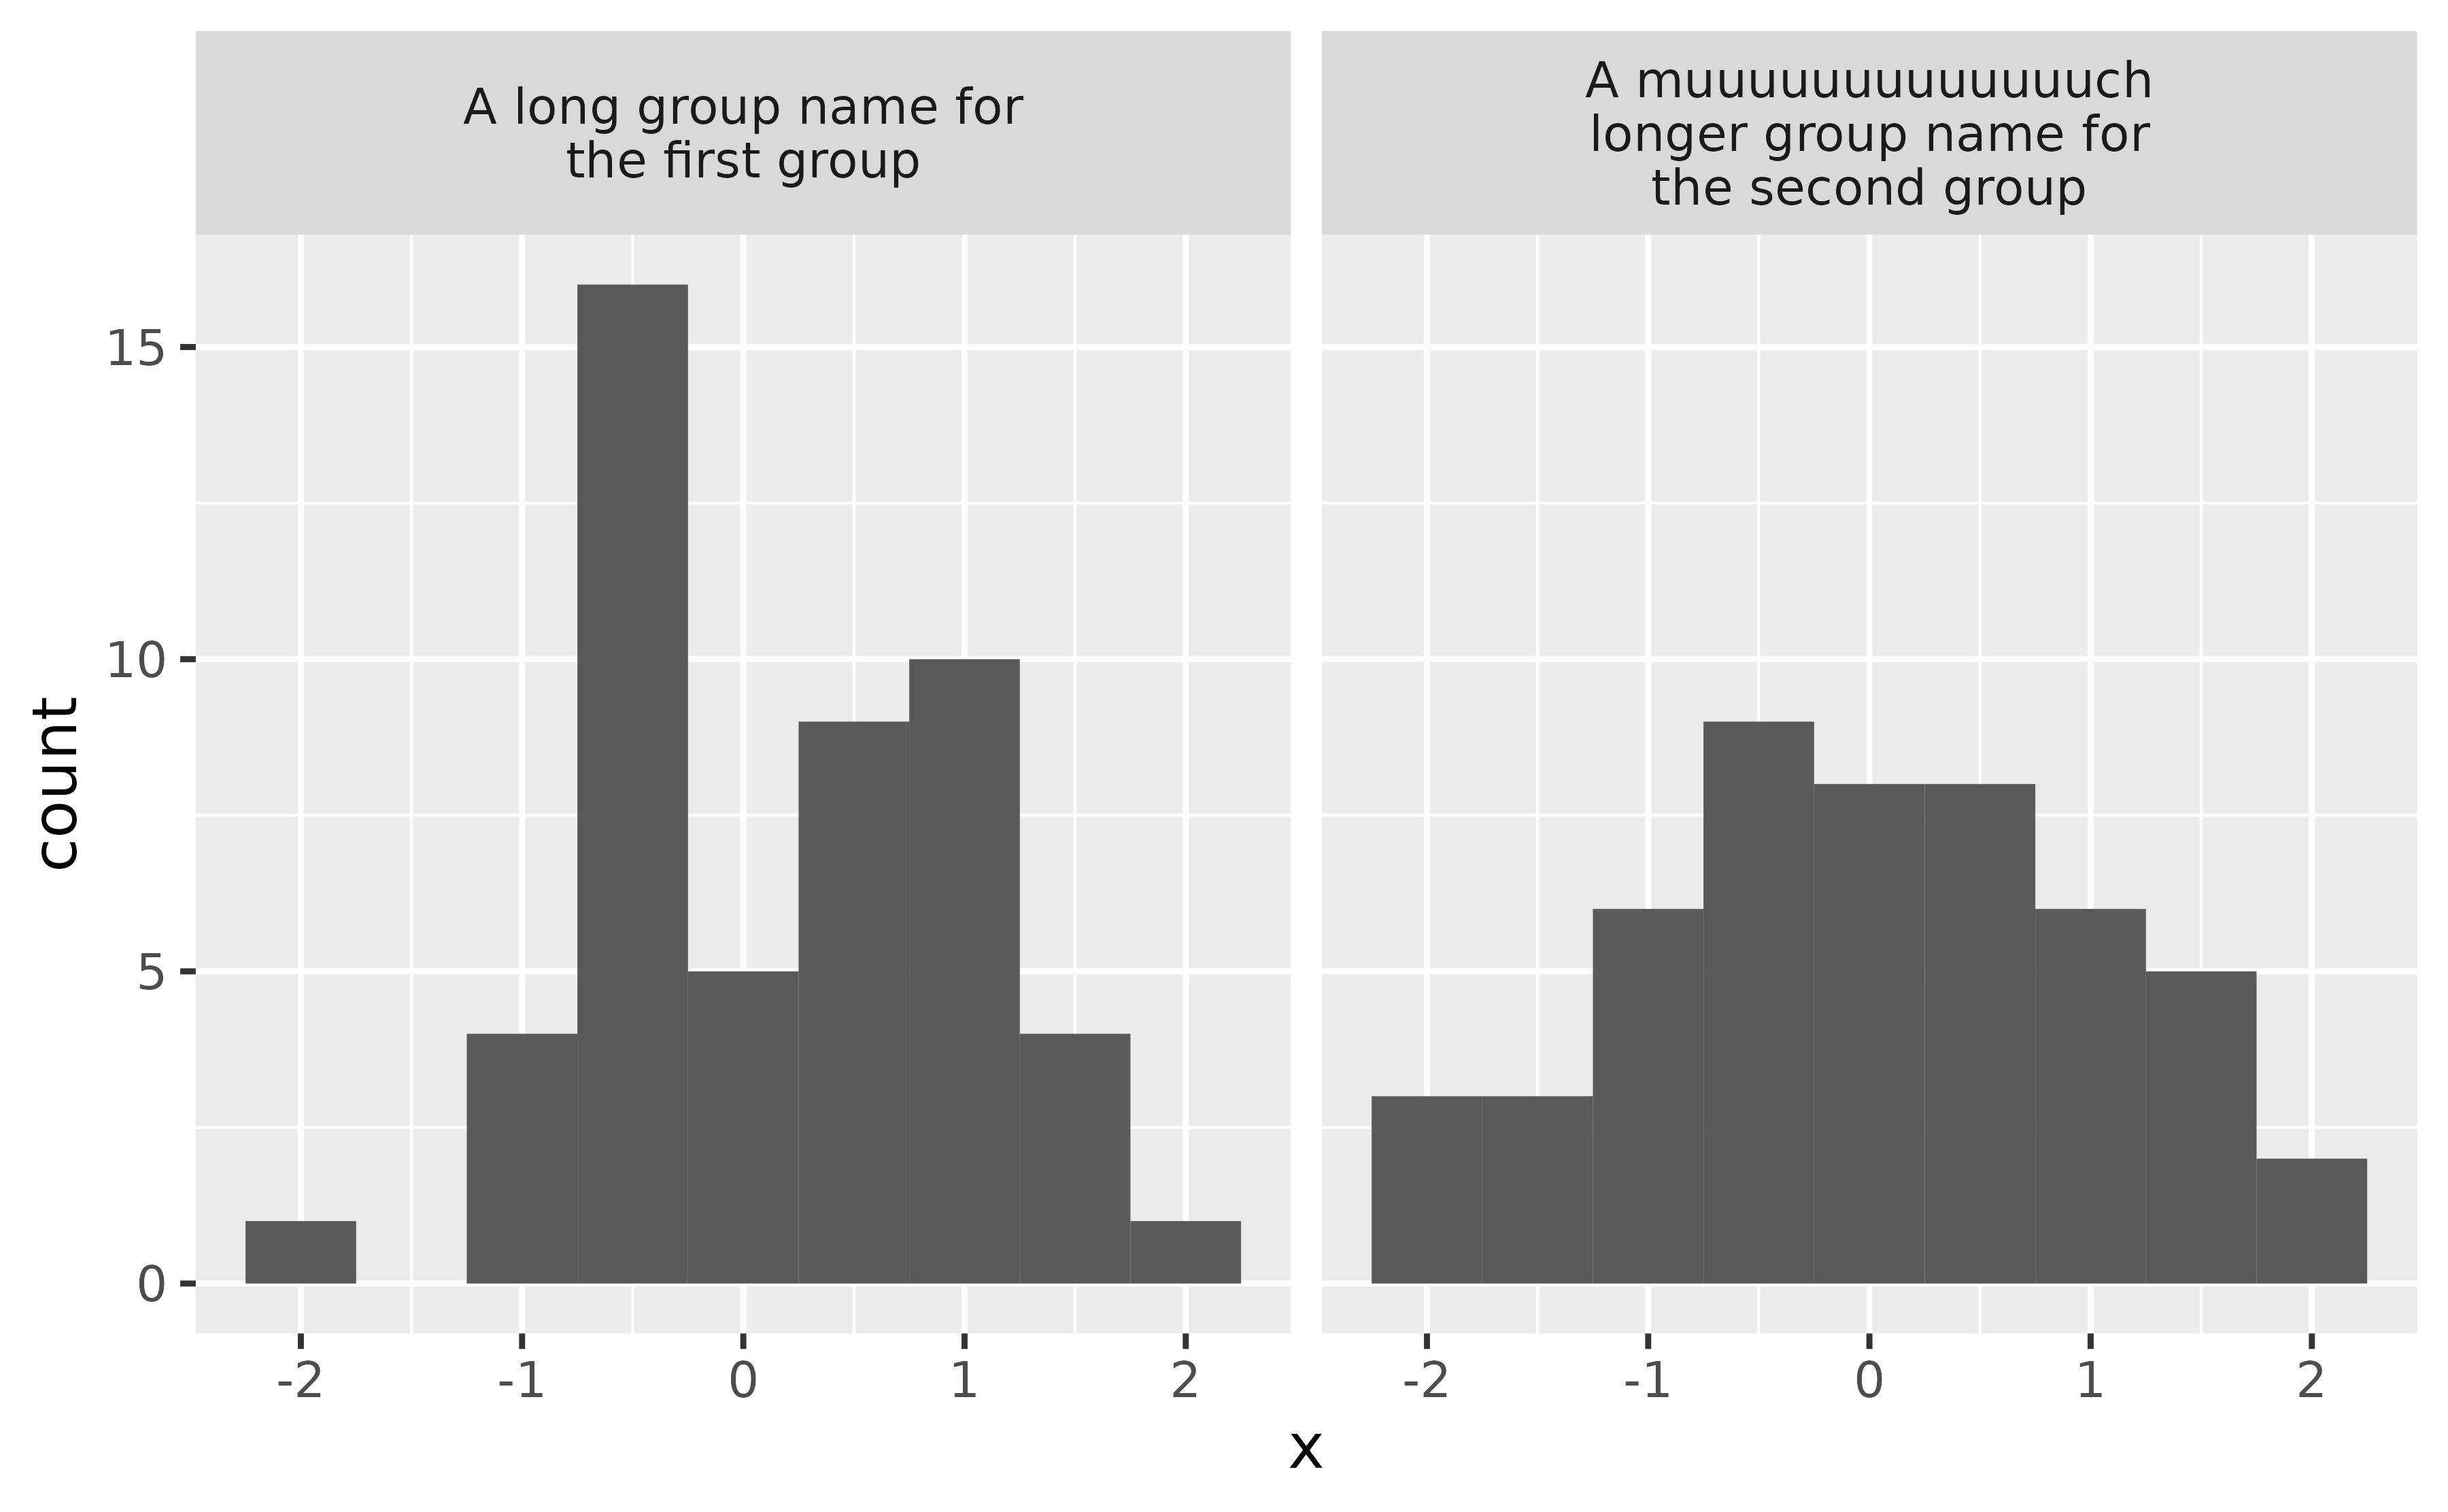 A long group name for
the first group
A muuuuuuuuuuuuuch
longer group name for
the second group
15
10
5
0
count
-2 -1 0 1 2
-2 -1 0 1 2
x